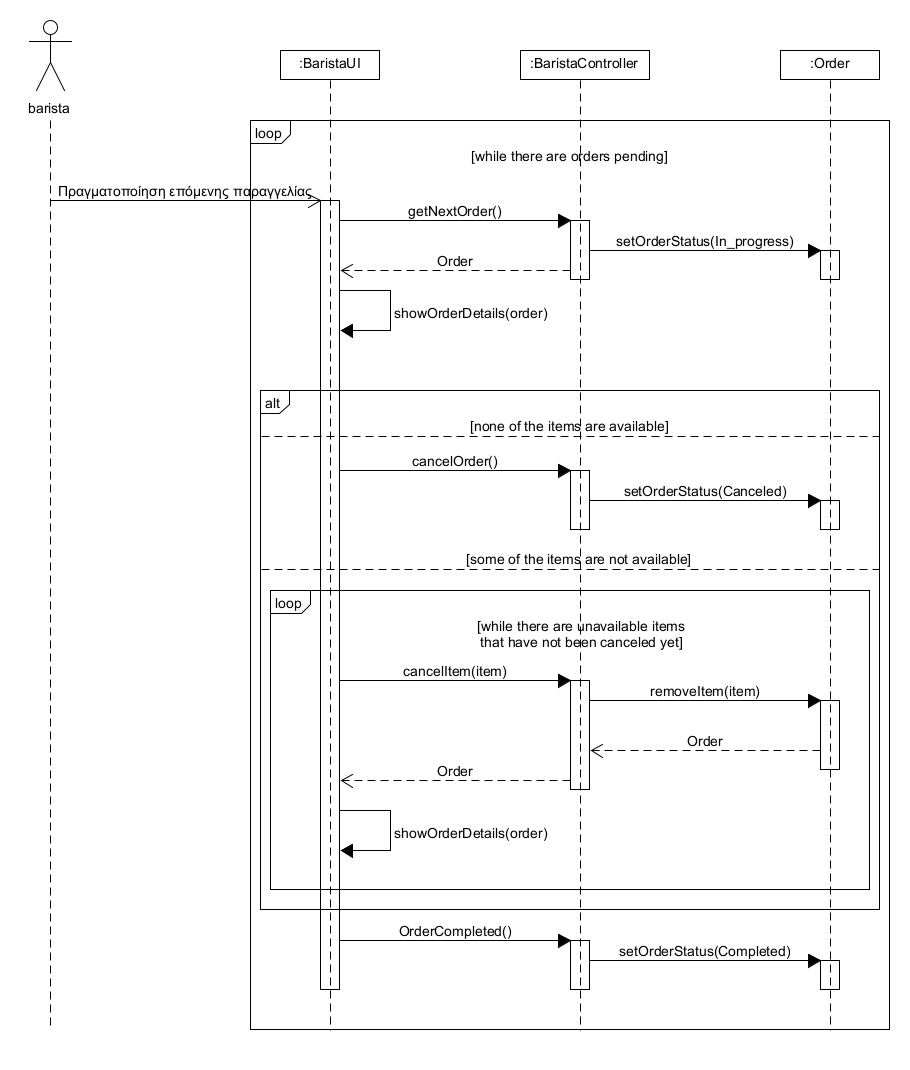 barista
:BaristaUI
:BaristaController
:Order
loop
[while there are orders pending]
Πραγματοποίηση επόμενης παραγγελίας
getNextOrder()
setOrderStatus(In_progress)
Order
showOrderDetails(order)
alt
[none of the items are available]
cancelOrder()
setOrderStatus(Canceled)
[some of the items are not available]
loop
[while there are unavailable items
that have not been canceled yet]
cancelItem(item)
removeItem(item)
Order
Order
showOrderDetails(order)
OrderCompleted()
setOrderStatus(Completed)